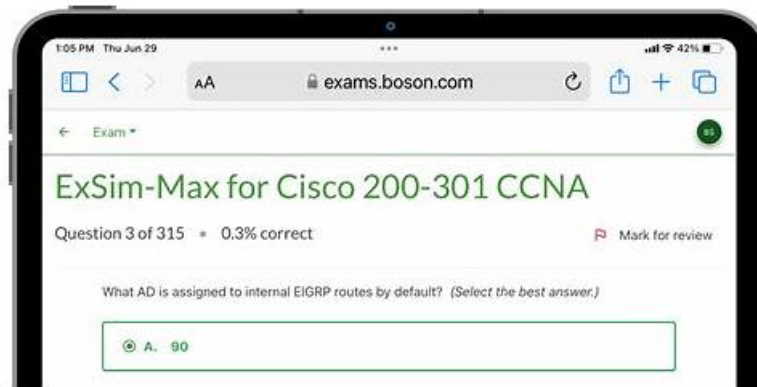 1:05 PM Thu Jun 29
42%
AA
exams.boson.com
Exam
BS
ExSim-Max for Cisco 200-301 CCNA
Question 3 of 315 • 0.3% correct
Mark for review
What AD is assigned to internal EIGRP routes by default? (Select the best answer.)
A. 90